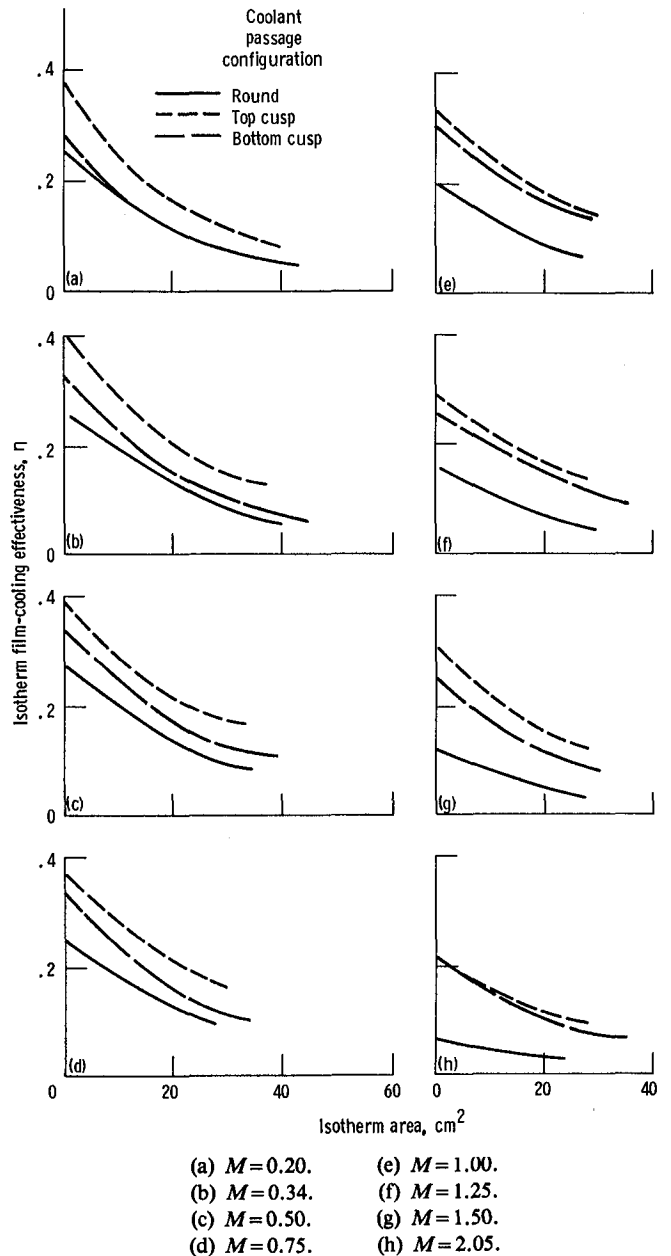 Coolant
passage
configuration
Round
Top cusp
Bottom cusp
Isotherm film-cooling effectiveness, η
.4
.2
0
(a)
(e)
.4
.2
0
(b)
(f)
.4
.2
0
(c)
(g)
.4
.2
(d)
(h)
0 20 40 60 0 20 40
Isotherm area, cm²
(a) M=0.20. (e) M=1.00.
(b) M=0.34. (f) M=1.25.
(c) M=0.50. (g) M=1.50.
(d) M=0.75. (h) M=2.05.